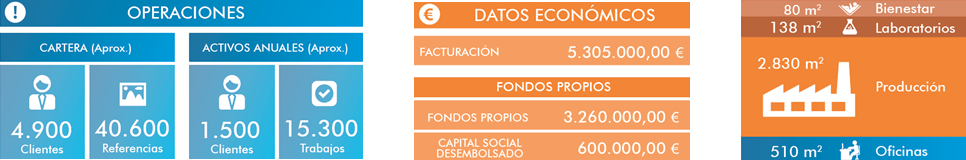 OPERACIONES
CARTERA (Aprox.)
ACTIVOS ANUALES (Aprox.)
4.900
Clientes
40.600
Referencias
1.500
Clientes
15.300
Trabajos
€ DATOS ECONÓMICOS
FACTURACIÓN 5.305.000,00 €
FONDOS PROPIOS
FONDOS PROPIOS 3.260.000,00 €
CAPITAL SOCIAL
DESEMBOLSADO 600.000,00 €
80 m² Bienestar
138 m² Laboratorios
2.830 m²
Producción
510 m² Oficinas